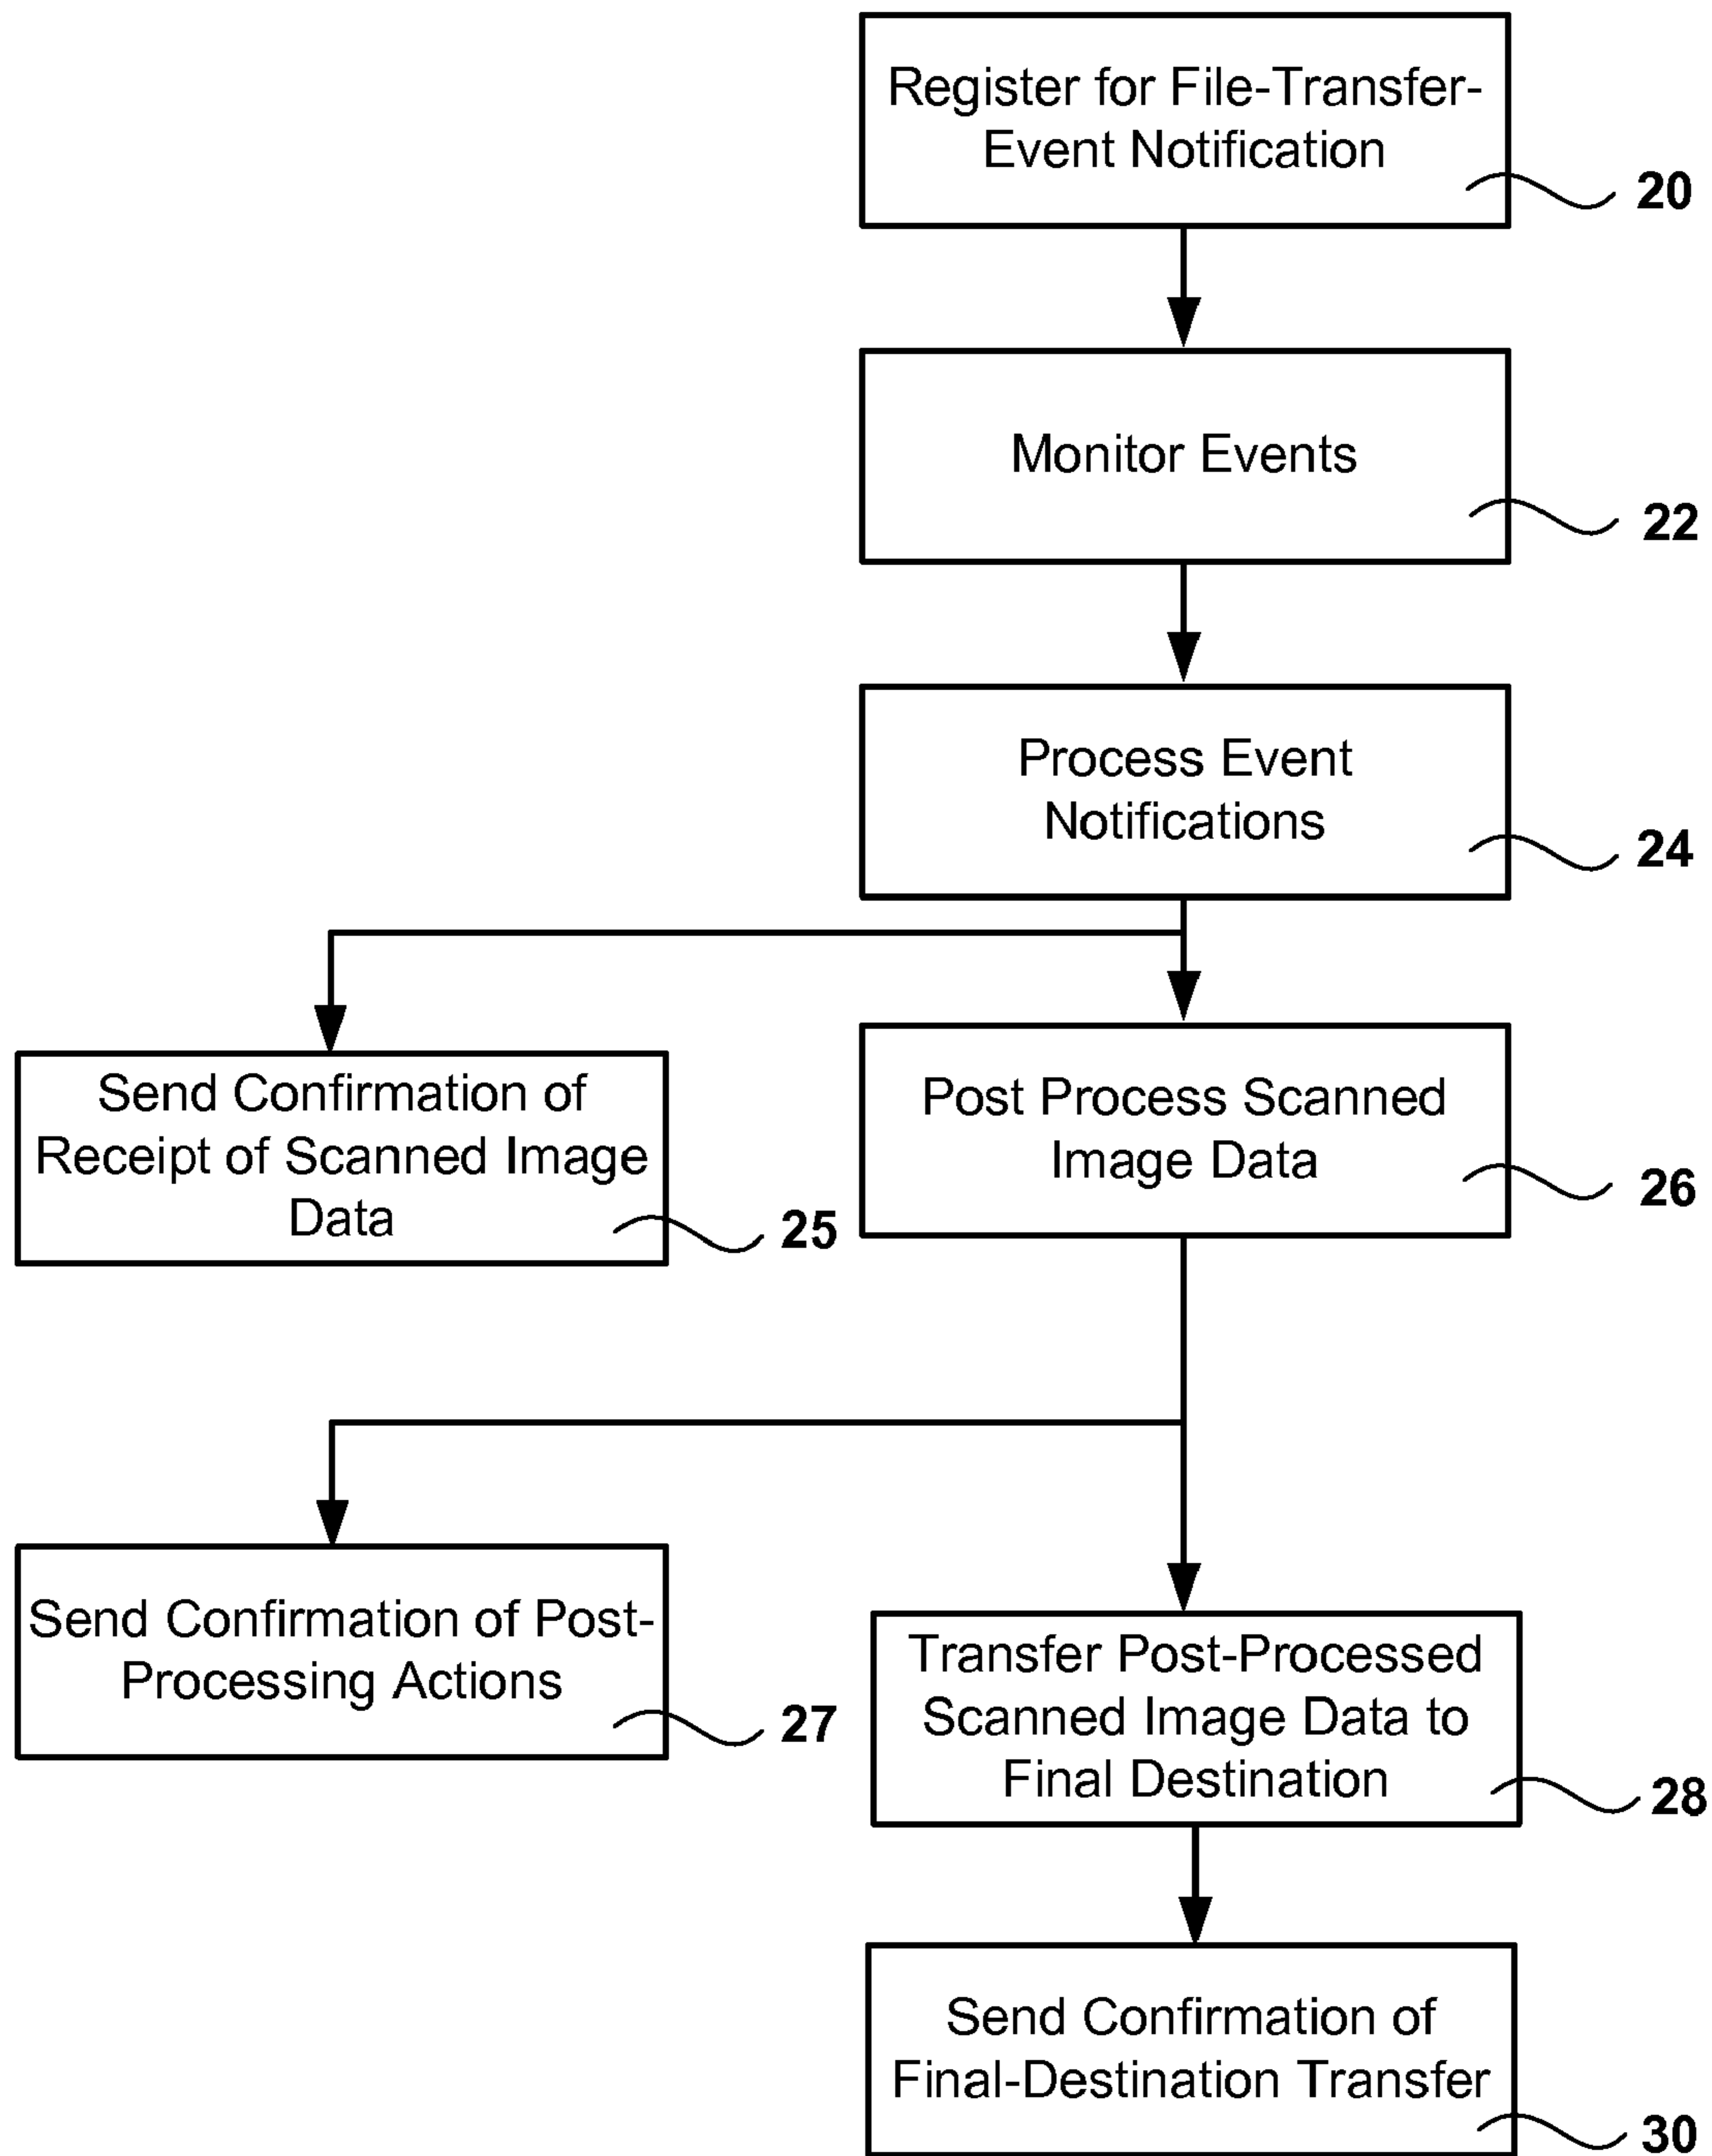 Register for File-Transfer-
Event Notification
20
Monitor Events
22
Process Event
Notifications
24
Send Confirmation of
Receipt of Scanned Image
Data
25
Post Process Scanned
Image Data
26
Send Confirmation of Post-
Processing Actions
27
Transfer Post-Processed
Scanned Image Data to
Final Destination
28
Send Confirmation of
Final-Destination Transfer
30